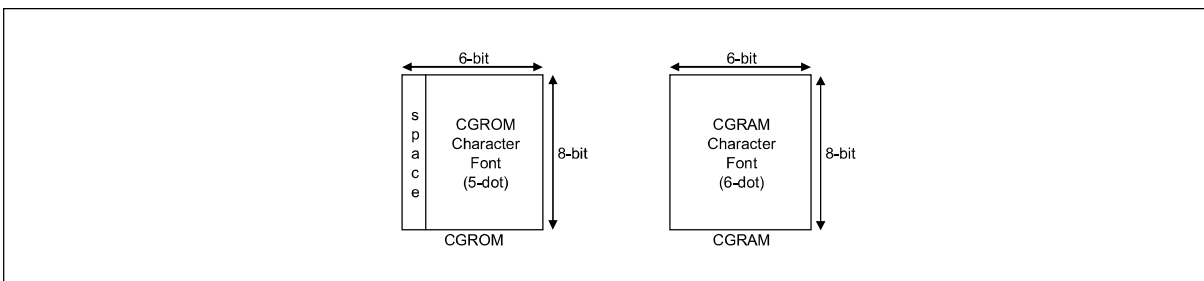 6-bit
space
CGROM
Character
Font
(5-dot)
8-bit
CGROM
6-bit
CGRAM
Character
Font
(6-dot)
8-bit
CGRAM